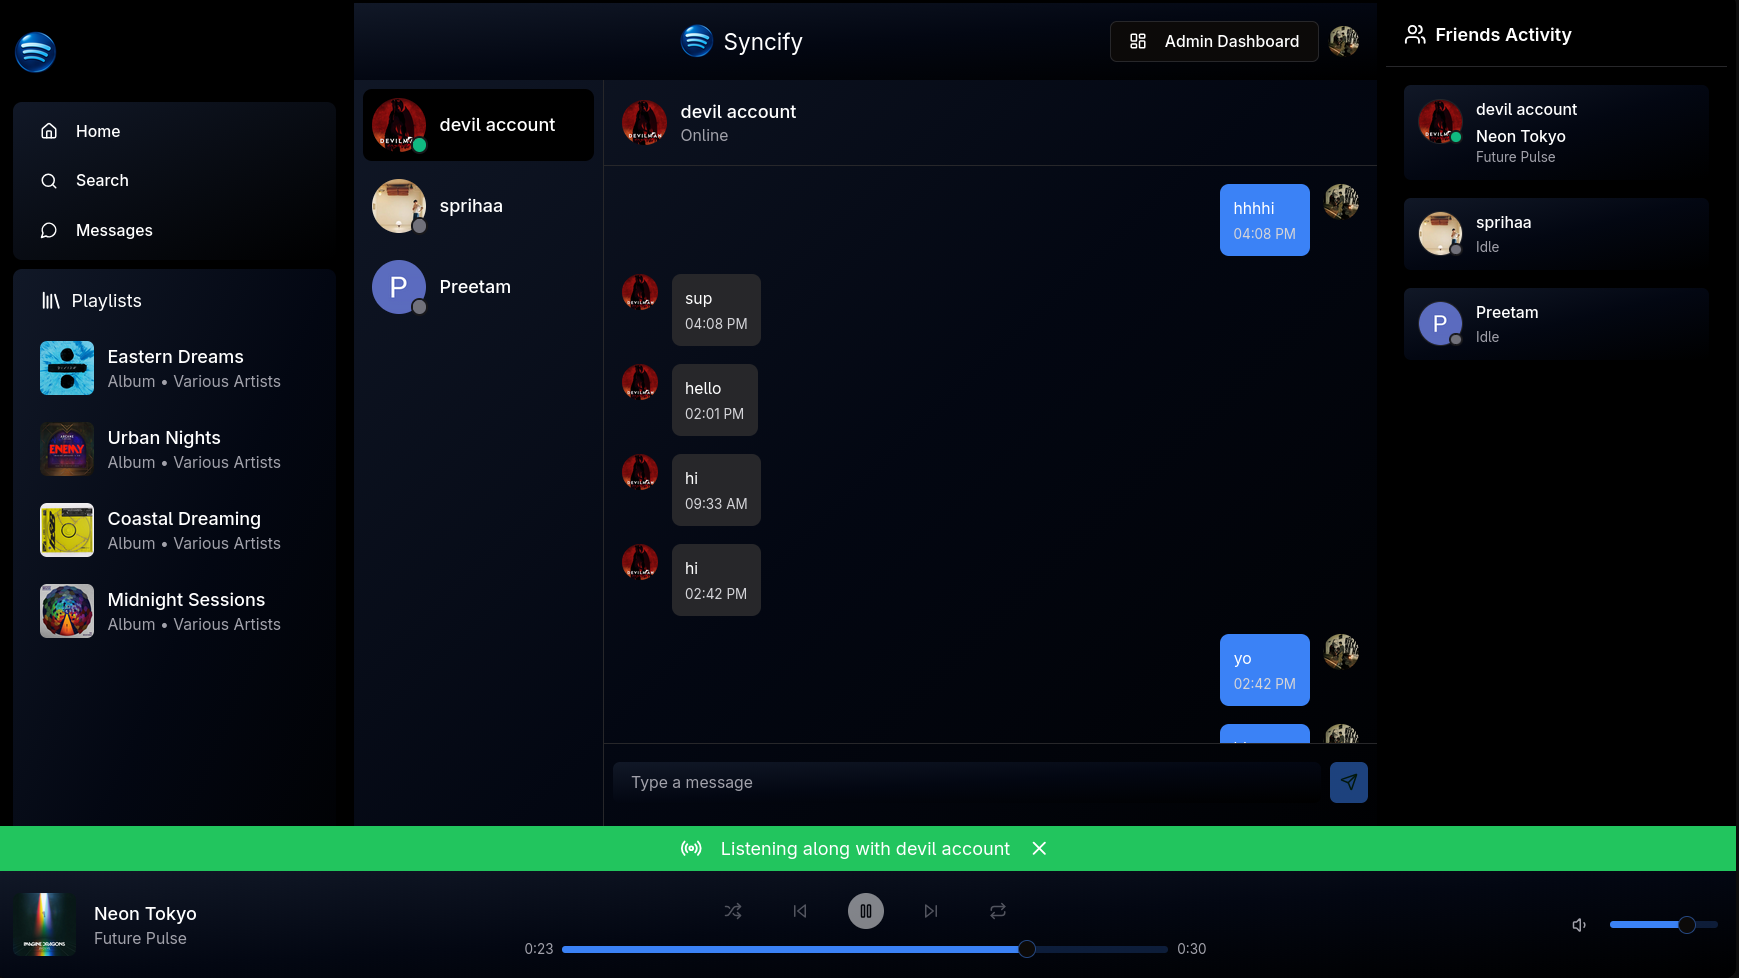 Home
Search
Messages
Playlists
Eastern Dreams
Album • Various Artists
Urban Nights
Album • Various Artists
ENEMY
Coastal Dreaming
Album • Various Artists
Midnight Sessions
Album • Various Artists
Syncify
Admin Dashboard
devil account
sprihaa
P
Preetam
devil account
Online
hhhhi
04:08 PM
sup
04:08 PM
hello
02:01 PM
hi
09:33 AM
hi
02:42 PM
yo
02:42 PM
Type a message
Friends Activity
devil account
Neon Tokyo
Future Pulse
sprihaa
Idle
P
Preetam
Idle
Listening along with devil account
IMAGINE DRAGONS
Neon Tokyo
Future Pulse
0:23
0:30